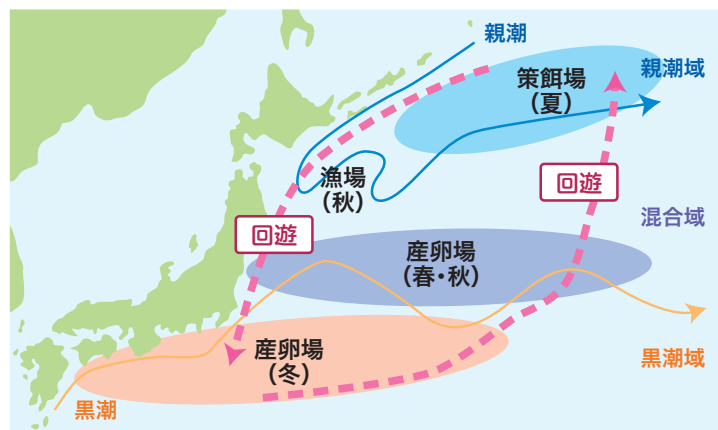 親潮
親潮域
策餌場
（夏）
漁場
（秋）
回遊
回遊
混合域
産卵場
（春・秋）
産卵場
（冬）
黒潮域
黒潮